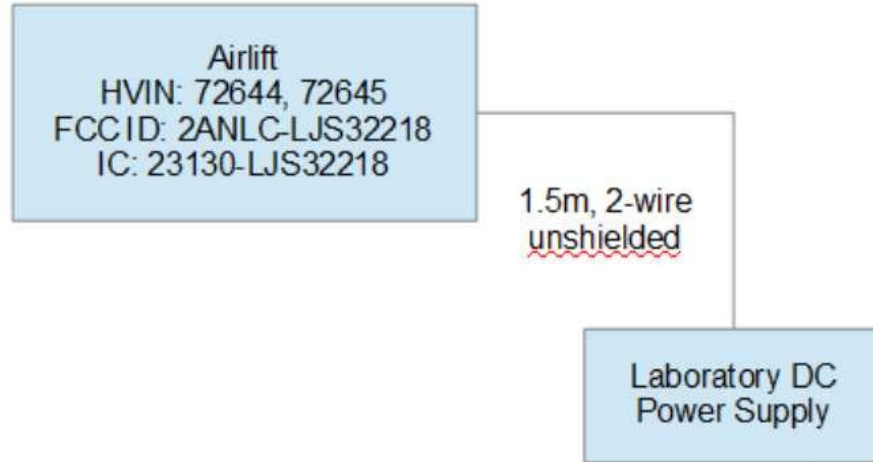 Airlift
HVIN: 72644, 72645
FCC ID: 2ANLC-LJS32218
IC: 23130-LJS32218
1.5m, 2-wire
unshielded
Laboratory DC
Power Supply